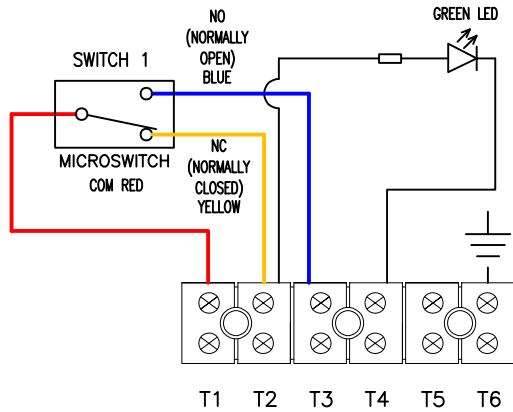 NO
(NORMALLY
OPEN)
BLUE
GREEN LED
SWITCH 1
MICROSWITCH
COM RED
NC
(NORMALLY
CLOSED)
YELLOW
T1 T2 T3 T4 T5 T6